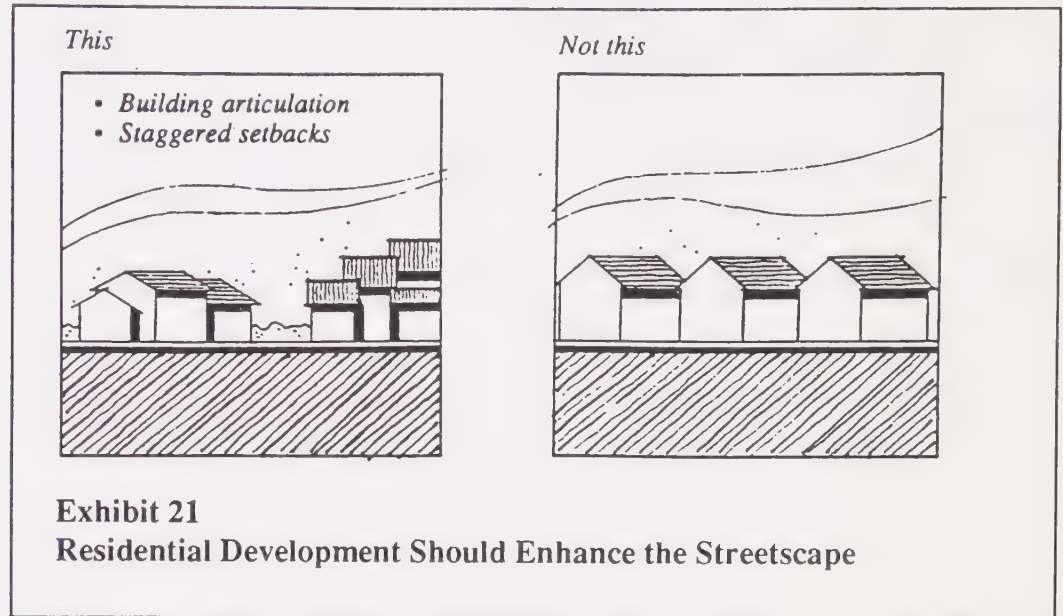 This
Not this
• Building articulation
• Staggered setbacks
Exhibit 21
Residential Development Should Enhance the Streetscape